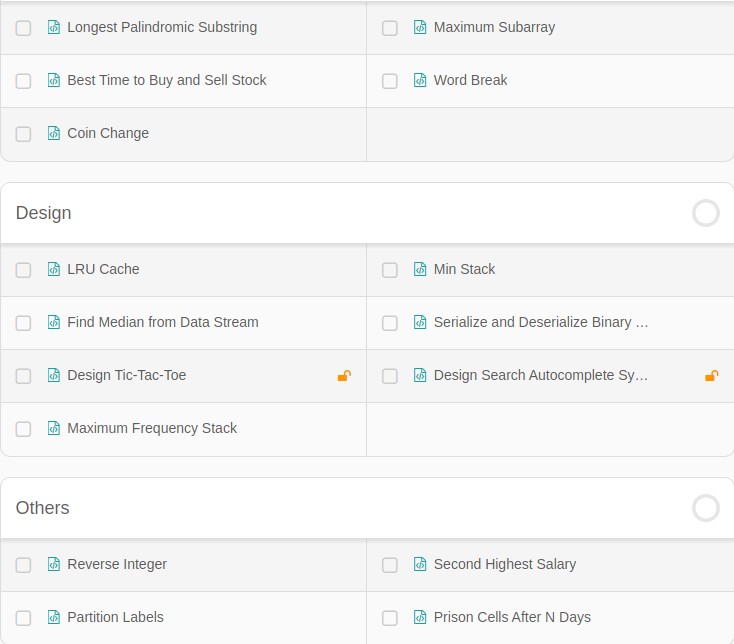 Longest Palindromic Substring
Maximum Subarray
Best Time to Buy and Sell Stock
Word Break
Coin Change
Design
LRU Cache
Min Stack
Find Median from Data Stream
Serialize and Deserialize Binary ...
Design Tic-Tac-Toe
Design Search Autocomplete Sy...
Maximum Frequency Stack
Others
Reverse Integer
Second Highest Salary
Partition Labels
Prison Cells After N Days